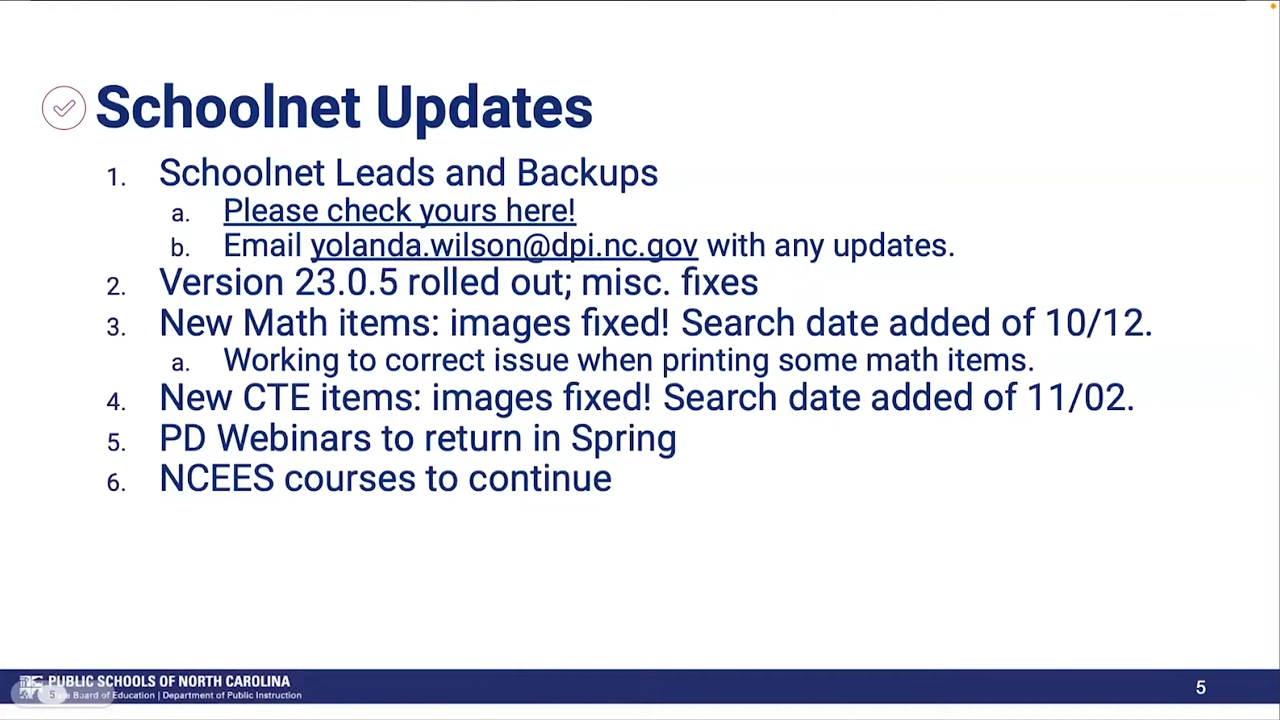 Schoolnet Updates
1. Schoolnet Leads and Backups
a. Please check yours here!
b. Email yolanda.wilson@dpi.nc.gov with any updates.
2. Version 23.0.5 rolled out; misc. fixes
3. New Math items: images fixed! Search date added of 10/12.
a. Working to correct issue when printing some math items.
4. New CTE items: images fixed! Search date added of 11/02.
5. PD Webinars to return in Spring
6. NCEES courses to continue
PUBLIC SCHOOLS OF NORTH CAROLINA
Board of Education | Department of Public Instruction
5
5